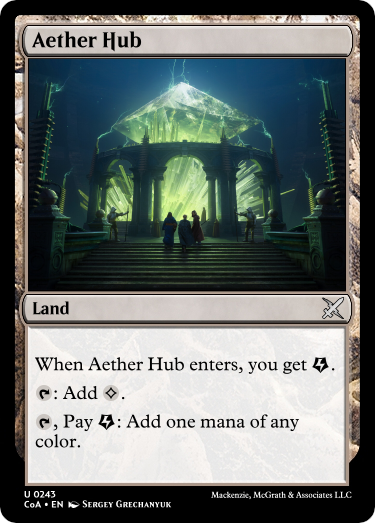 Aether Hub
Land
When Aether Hub enters, you get .
: Add .
, Pay : Add one mana of any
color.
U 0243
CoA • EN Sergey Grechanyuk
Mackenzie, McGrath & Associates LLC